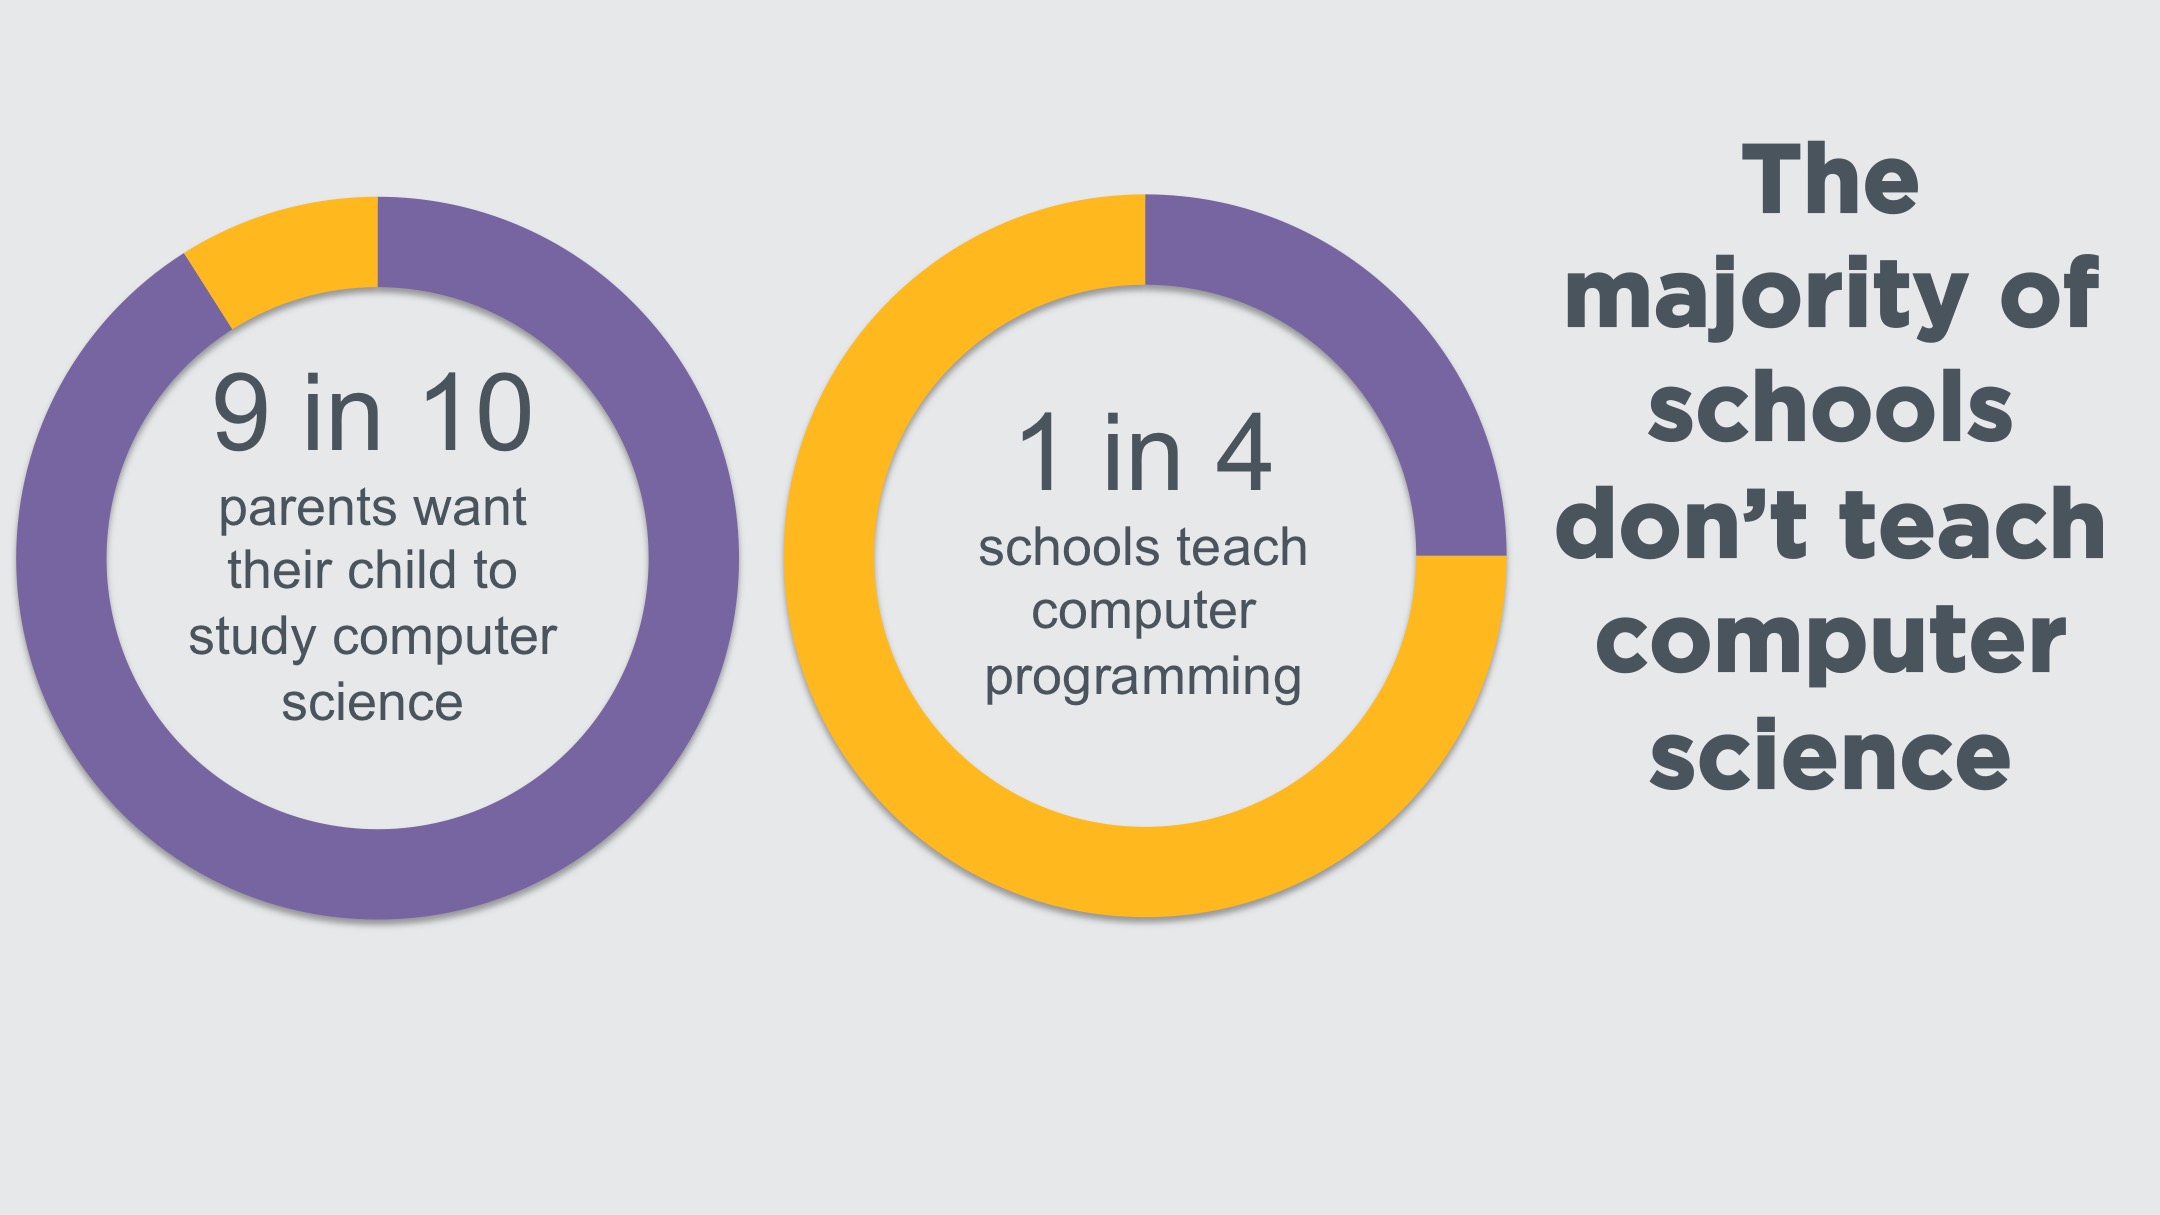 9 in 10
parents want
their child to
study computer
science
1 in 4
schools teach
computer
programming
The
majority of
schools
don’t teach
computer
science